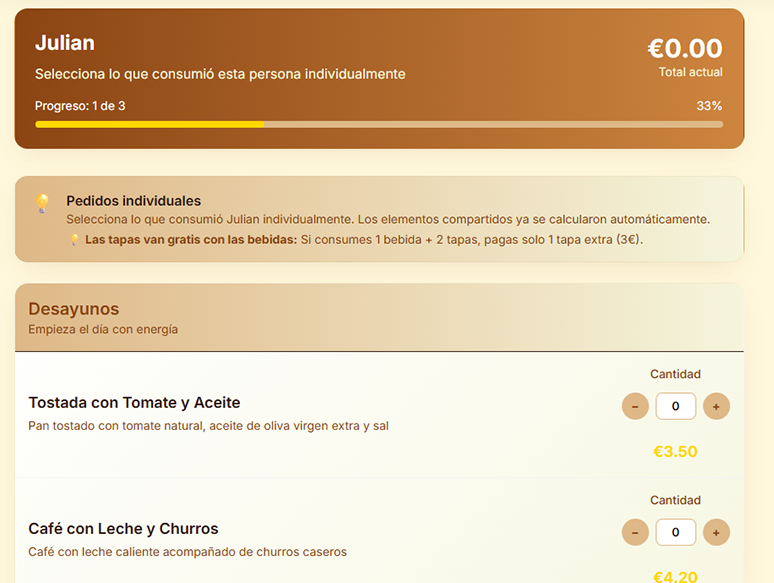 Julian
€0.00
Selecciona lo que consumió esta persona individualmente
Total actual
Progreso: 1 de 3
33%
Pedidos individuales
Selecciona lo que consumió Julian individualmente. Los elementos compartidos ya se calcularon automáticamente.
Las tapas van gratis con las bebidas: Si consumes 1 bebida + 2 tapas, pagas solo 1 tapa extra (3€).
Desayunos
Empieza el día con energía
Cantidad
Tostada con Tomate y Aceite
- 0 +
Pan tostado con tomate natural, aceite de oliva virgen extra y sal
€3.50
Cantidad
Café con Leche y Churros
- 0 +
Café con leche caliente acompañado de churros caseros
€4.20